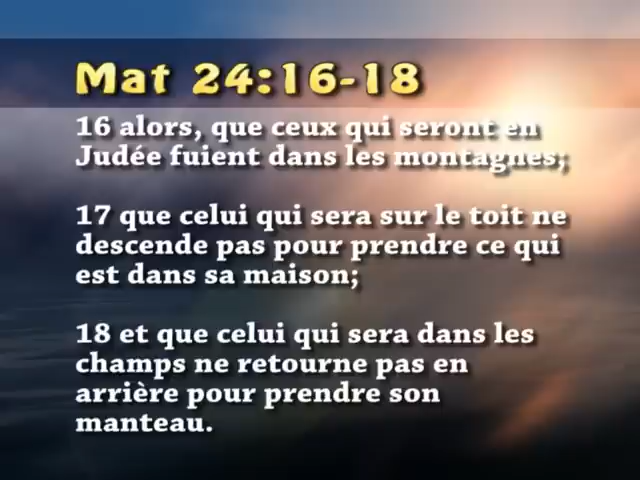 Mat 24:16-18
16 alors, que ceux qui seront en
Judée fuient dans les montagnes;
17 que celui qui sera sur le toit ne
descende pas pour prendre ce qui
est dans sa maison;
18 et que celui qui sera dans les
champs ne retourne pas en
arrière pour prendre son
manteau.